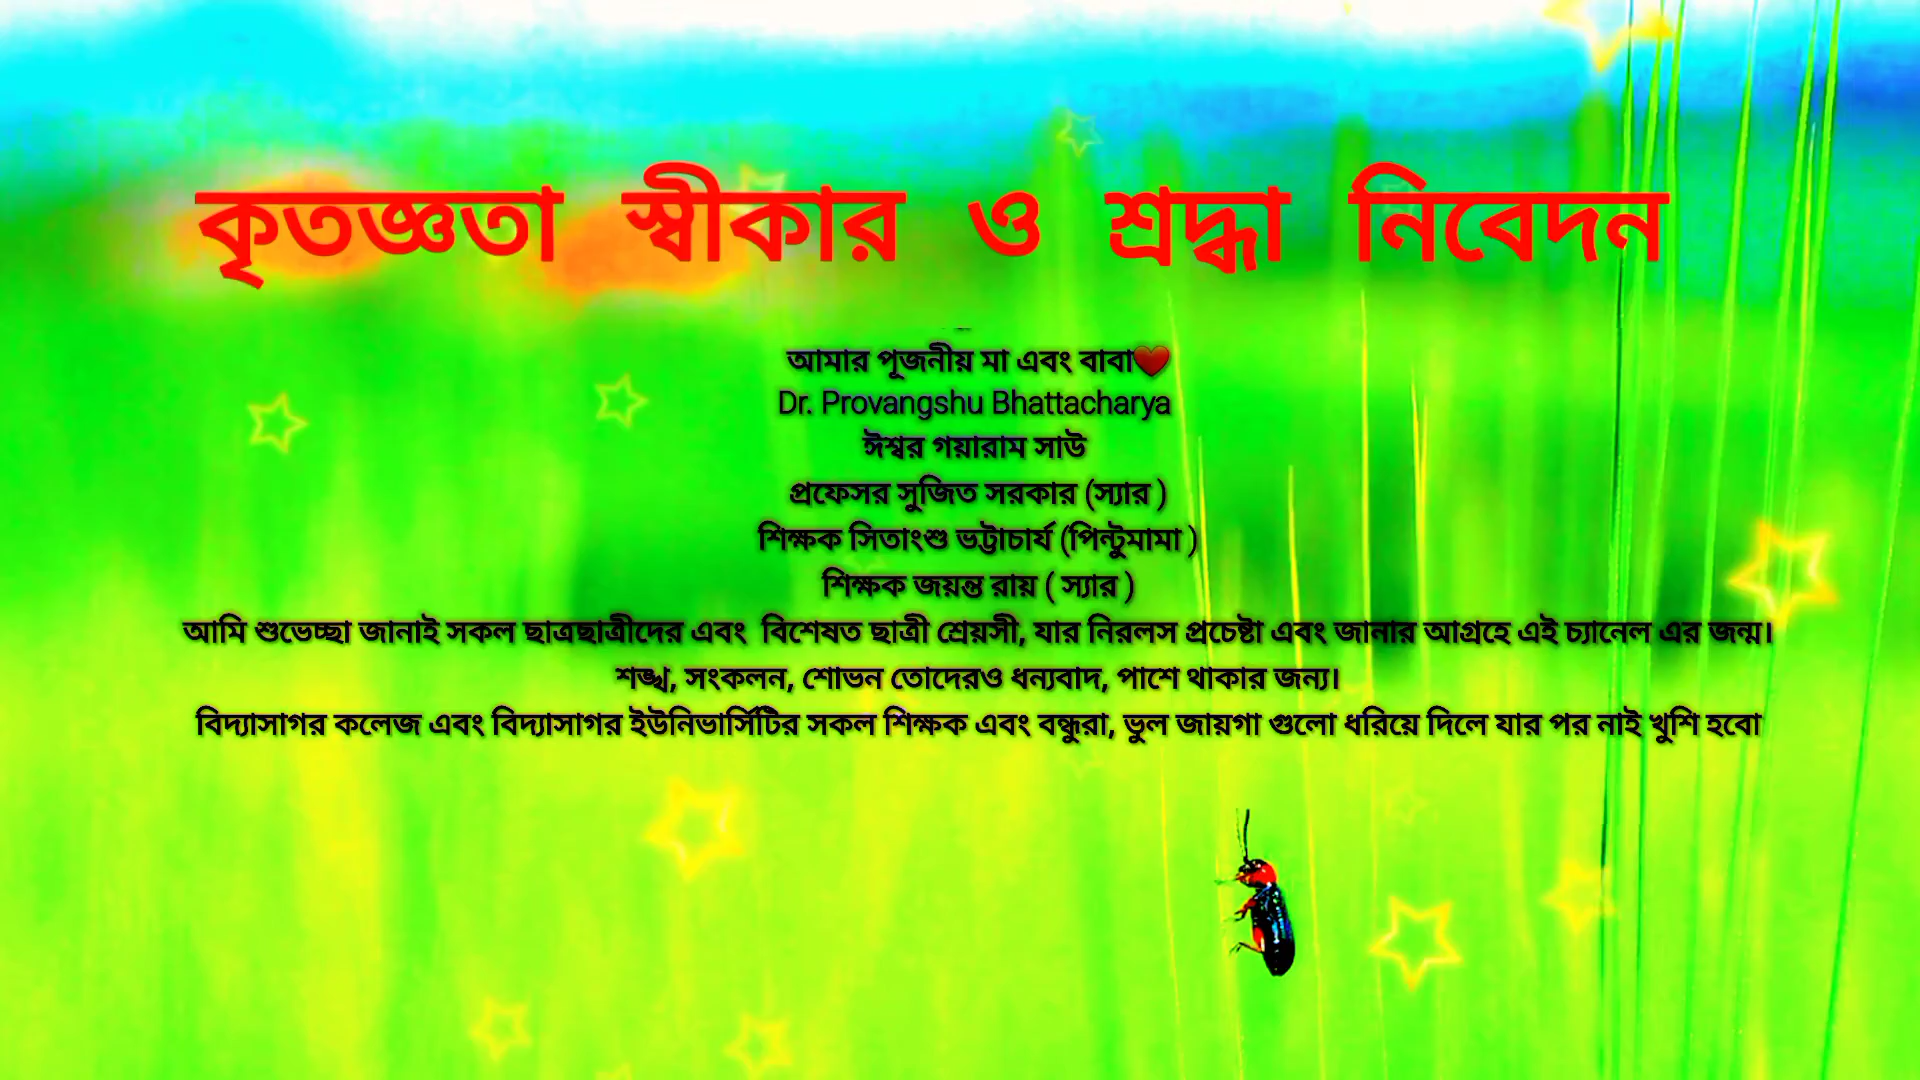 কৃতজ্ঞতা স্বীকার ও শ্রদ্ধা নিবেদন
আমার পূজনীয় মা এবং বাবা❤️
Dr. Provangshu Bhattacharya
ঈশ্বর গয়ারাম সাউ
প্রফেসর সুজিত সরকার (স্যার )
শিক্ষক সিতাংশু ভট্টাচার্য (পিন্টুমামা )
শিক্ষক জয়ন্ত রায় ( স্যার )
আমি শুভেচ্ছা জানাই সকল ছাত্রছাত্রীদের এবং  বিশেষত ছাত্রী শ্রেয়সী, যার নিরলস প্রচেষ্টা এবং জানার আগ্রহে এই চ্যানেল এর জন্ম।
শঙ্খ, সংকলন, শোভন তোদেরও ধন্যবাদ, পাশে থাকার জন্য।
বিদ্যাসাগর কলেজ এবং বিদ্যাসাগর ইউনিভার্সিটির সকল শিক্ষক এবং বন্ধুরা, ভুল জায়গা গুলো ধরিয়ে দিলে যার পর নাই খুশি হবো